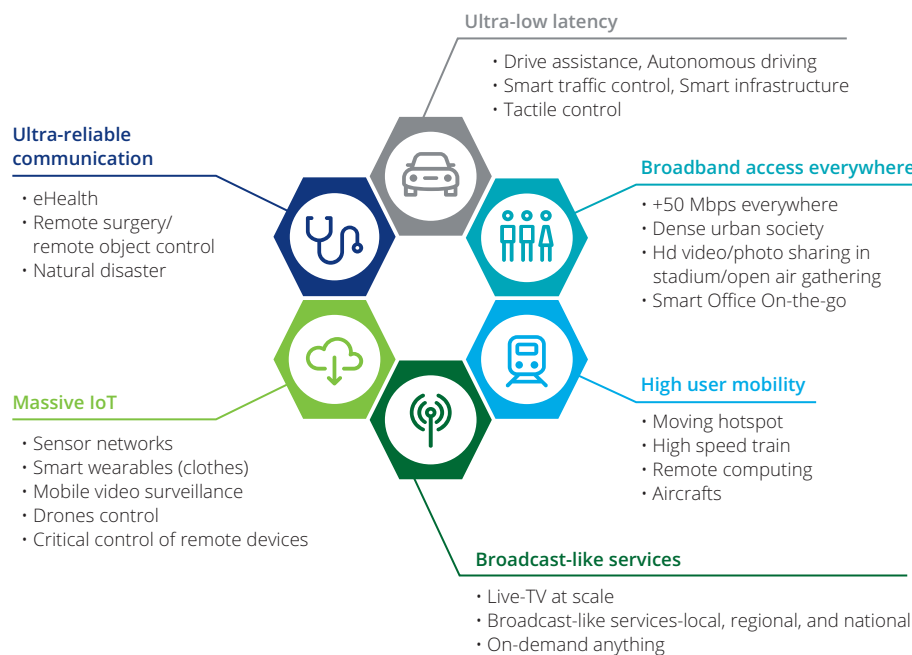 Ultra-low latency
• Drive assistance, Autonomous driving
• Smart traffic control, Smart infrastructure
• Tactile control
Ultra-reliable
communication
• eHealth
• Remote surgery/
remote object control
• Natural disaster
Broadband access everywhere
• +50 Mbps everywhere
• Dense urban society
• Hd video/photo sharing in
stadium/open air gathering
• Smart Office On-the-go
Massive IoT
• Sensor networks
• Smart wearables (clothes)
• Mobile video surveillance
• Drones control
• Critical control of remote devices
High user mobility
• Moving hotspot
• High speed train
• Remote computing
• Aircrafts
Broadcast-like services
• Live-TV at scale
• Broadcast-like services-local, regional, and national
• On-demand anything